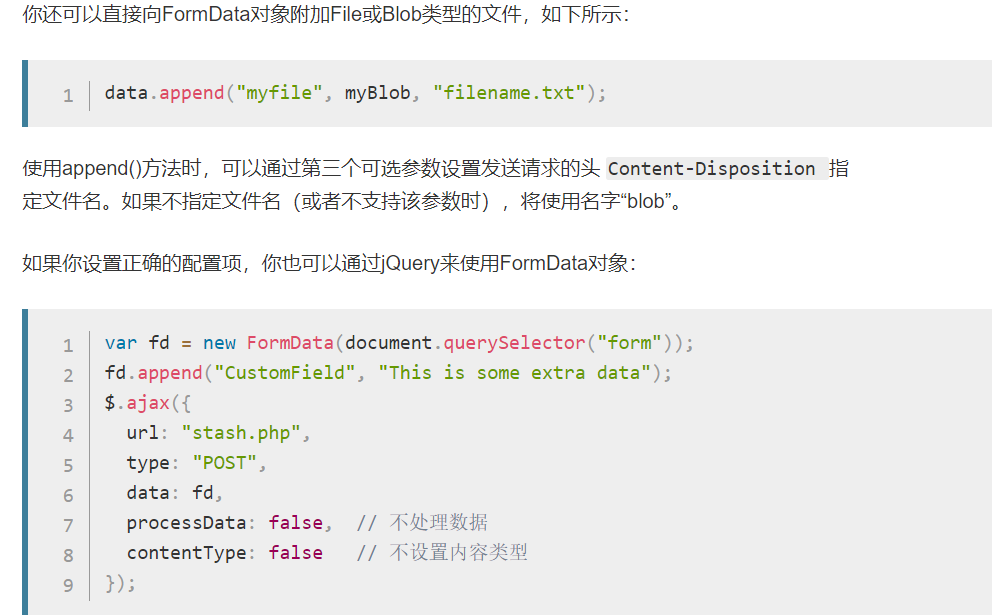 你还可以直接向FormData对象附加File或Blob类型的文件，如下所示：
1 data.append("myfile", myBlob, "filename.txt");
使用append()方法时，可以通过第三个可选参数设置发送请求的头 Content-Disposition 指
定文件名。如果不指定文件名（或者不支持该参数时），将使用名字“blob”。
如果你设置正确的配置项，你也可以通过jQuery来使用FormData对象：
1 var fd = new FormData(document.querySelector("form"));
2 fd.append("CustomField", "This is some extra data");
3 $.ajax({
4   url: "stash.php",
5   type: "POST",
6   data: fd,
7   processData: false,  // 不处理数据
8   contentType: false   // 不设置内容类型
9 });